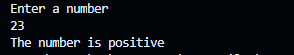 Enter a number
23
The number is positive